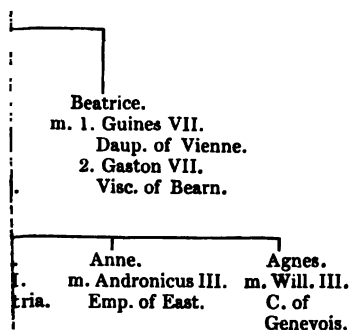 Beatrice.
m. 1. Guines VII.
Daup. of Vienne.
2. Gaston VII.
Visc. of Bearn.
Anne. Agnes.
I. m. Andronicus III. m. Will. III.
tria. Emp. of East. C. of
Genevois.